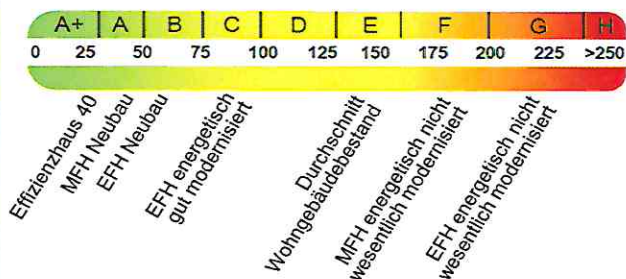 A+ A B C D E F G H
0 25 50 75 100 125 150 175 200 225 >250
Effizienzhaus 40
MFH Neubau
EFH Neubau
EFH energetisch
gut modernisiert
Durchschnitt
Wohngebäudebestand
MFH energetisch nicht
wesentlich modernisiert
EFH energetisch nicht
wesentlich modernisiert